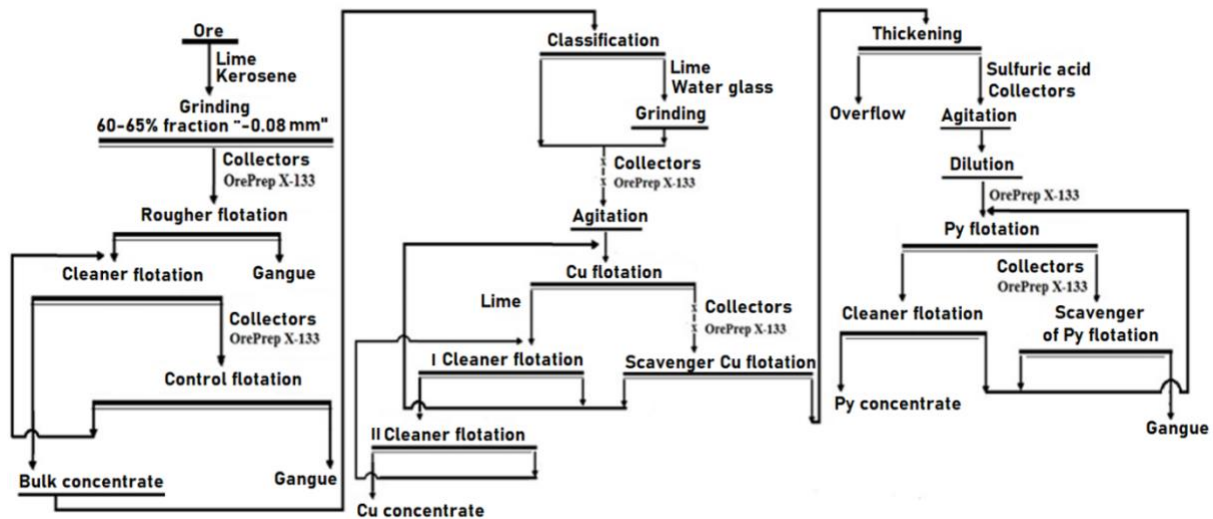 Ore
Lime
Kerosene
Grinding
60-65% fraction "-0.08 mm"
Collectors
OrePrep X-133
Rougher flotation
Cleaner flotation
Gangue
Collectors
OrePrep X-133
Control flotation
Bulk concentrate
Gangue
Classification
Lime
Water glass
Grinding
Collectors
OrePrep X-133
Agitation
Cu flotation
Lime
Collectors
OrePrep X-133
I Cleaner flotation
Scavenger Cu flotation
II Cleaner flotation
Cu concentrate
Thickening
Sulfuric acid
Collectors
Overflow
Agitation
Dilution
OrePrep X-133
Py flotation
Collectors
OrePrep X-133
Cleaner flotation
Scavenger
of Py flotation
Py concentrate
Gangue